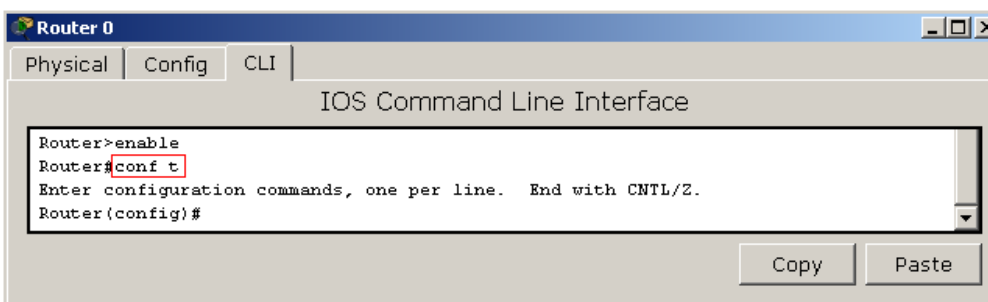 Router 0
Physical Config CLI
IOS Command Line Interface
Router>enable
Router#conf t
Enter configuration commands, one per line.  End with CNTL/Z.
Router(config)#
Copy Paste